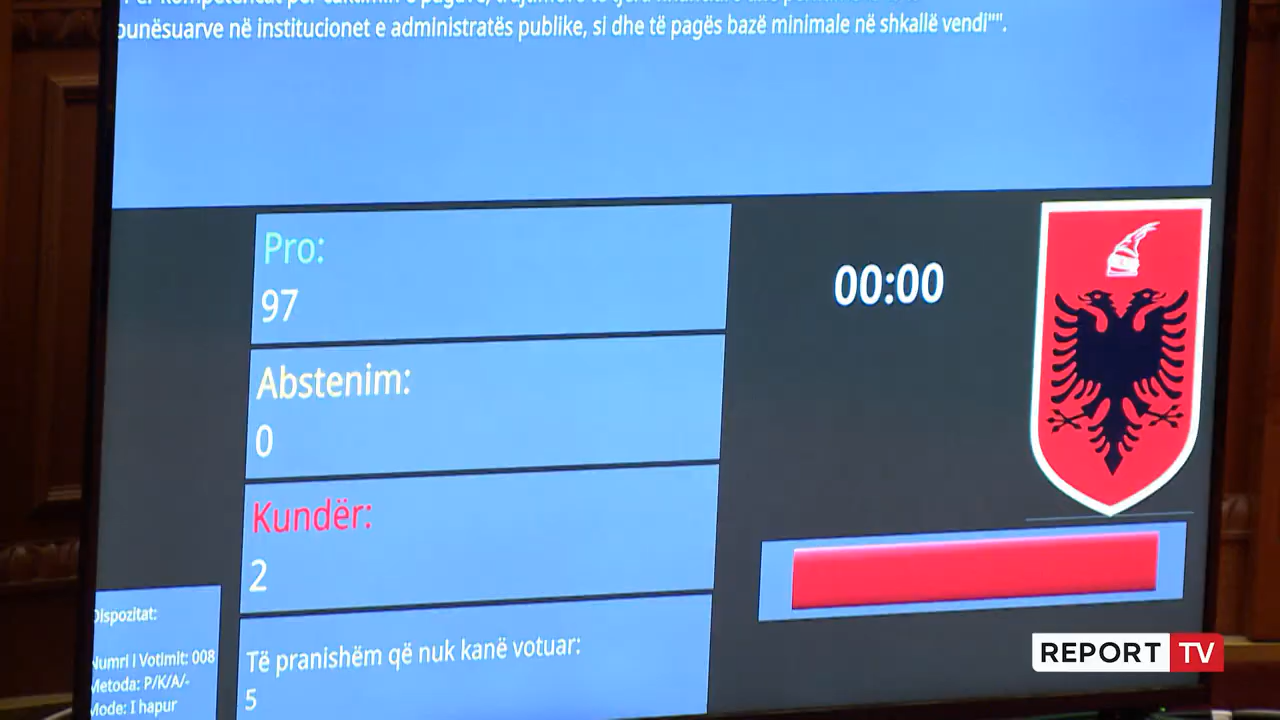 punësuarve në institucionet e administratës publike, si dhe të pagës bazë minimale në shkallë vendi"".
Pro:
97
00:00
Abstenim:
0
Kundër:
2
Dispozitat:
Numri i Votimit: 008
Metoda: P/K/A/-
Mode: I hapur
Të pranishëm që nuk kanë votuar:
5
REPORT TV